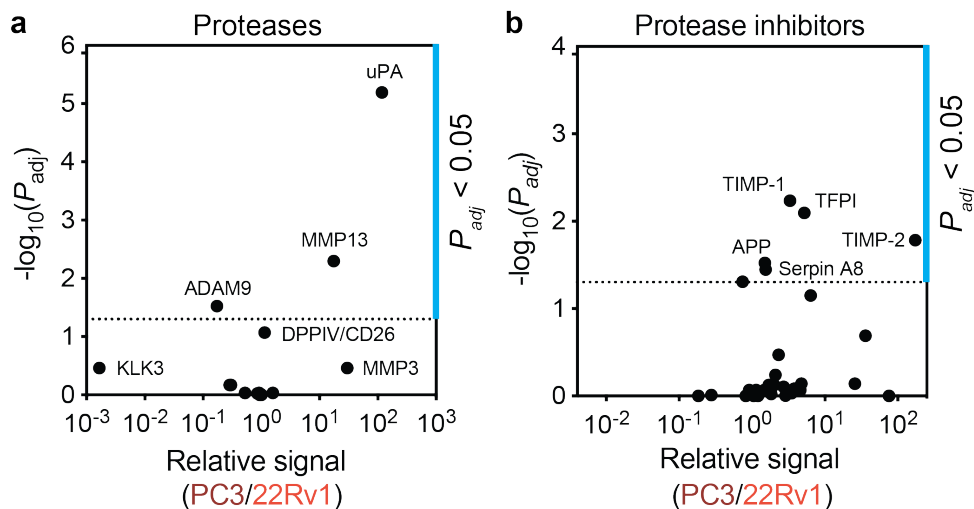 a
Proteases
6
5
4
3
2
1
0
-log10(Padj)
uPA
MMP13
ADAM9
DPPIV/CD26
KLK3
MMP3
Padj < 0.05
10-3
10-1
100
102
103
Relative signal
(PC3/22Rv1)
b
Protease inhibitors
4
3
2
1
0
-log10(Padj)
TIMP-1
TFPI
TIMP-2
APP
Serpin A8
Padj < 0.05
10-2
10-1
100
101
102
Relative signal
(PC3/22Rv1)